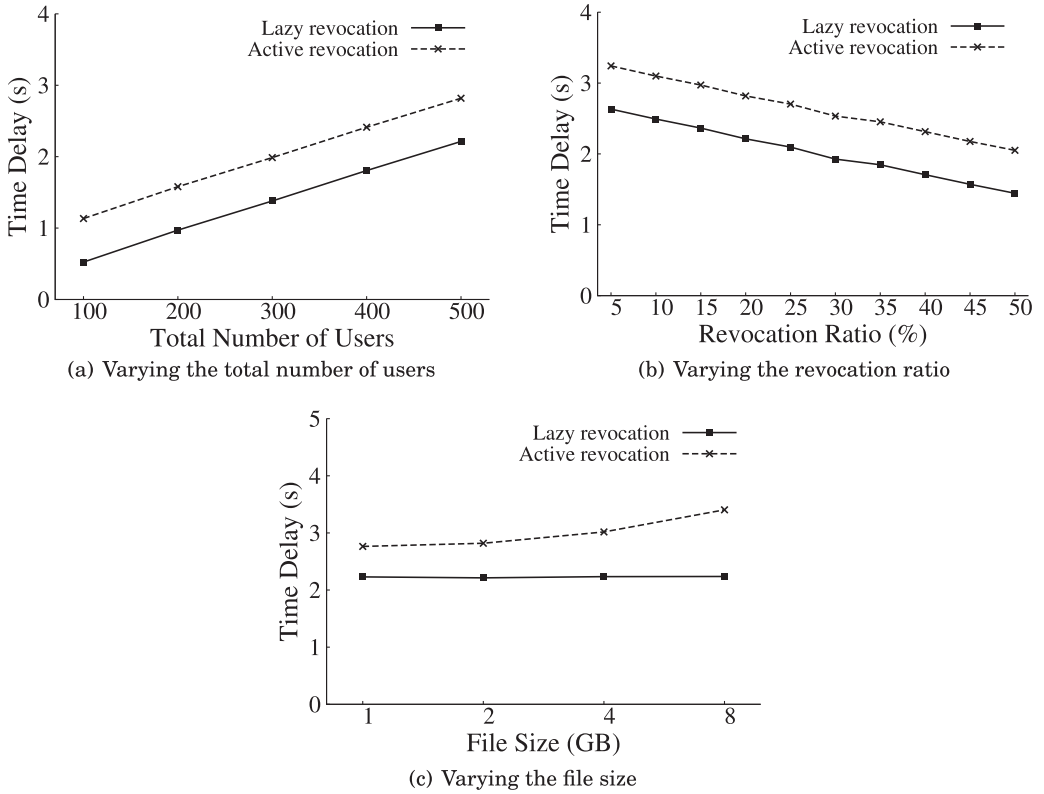 4
3
2
1
0
Time Delay (s)
Lazy revocation
Active revocation
100 200 300 400 500
Total Number of Users
(a) Varying the total number of users
4
3
2
1
0
Time Delay (s)
Lazy revocation
Active revocation
5 10 15 20 25 30 35 40 45 50
Revocation Ratio (%)
(b) Varying the revocation ratio
5
4
3
2
1
0
Time Delay (s)
Lazy revocation
Active revocation
1 2 4 8
File Size (GB)
(c) Varying the file size